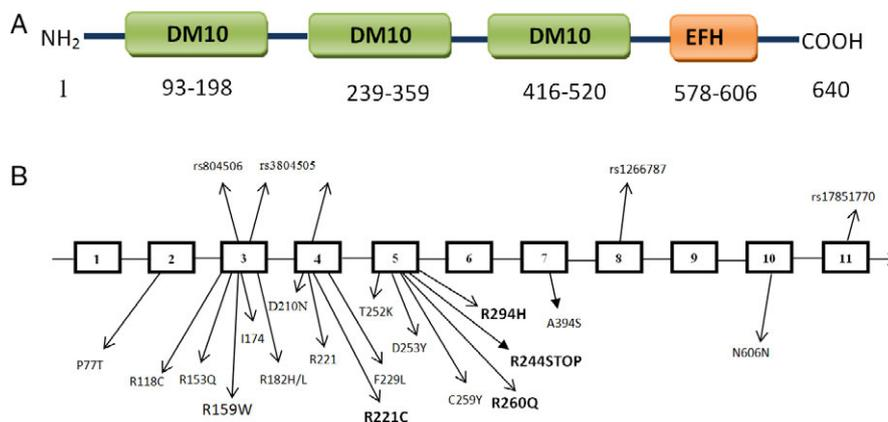 A
NH2 DM10 DM10 DM10 EFH COOH
1 93-198 239-359 416-520 578-606 640
B
rs804506 rs3804505 rs1266787
rs17851770
1 2 3 4 5 6 7 8 9 10 11
D210N T252K R294H A394S
I174 D253Y
P77T R118C R153Q R182H/L R221 F229L R244STOP N606N
R159W R221C C259Y R260Q